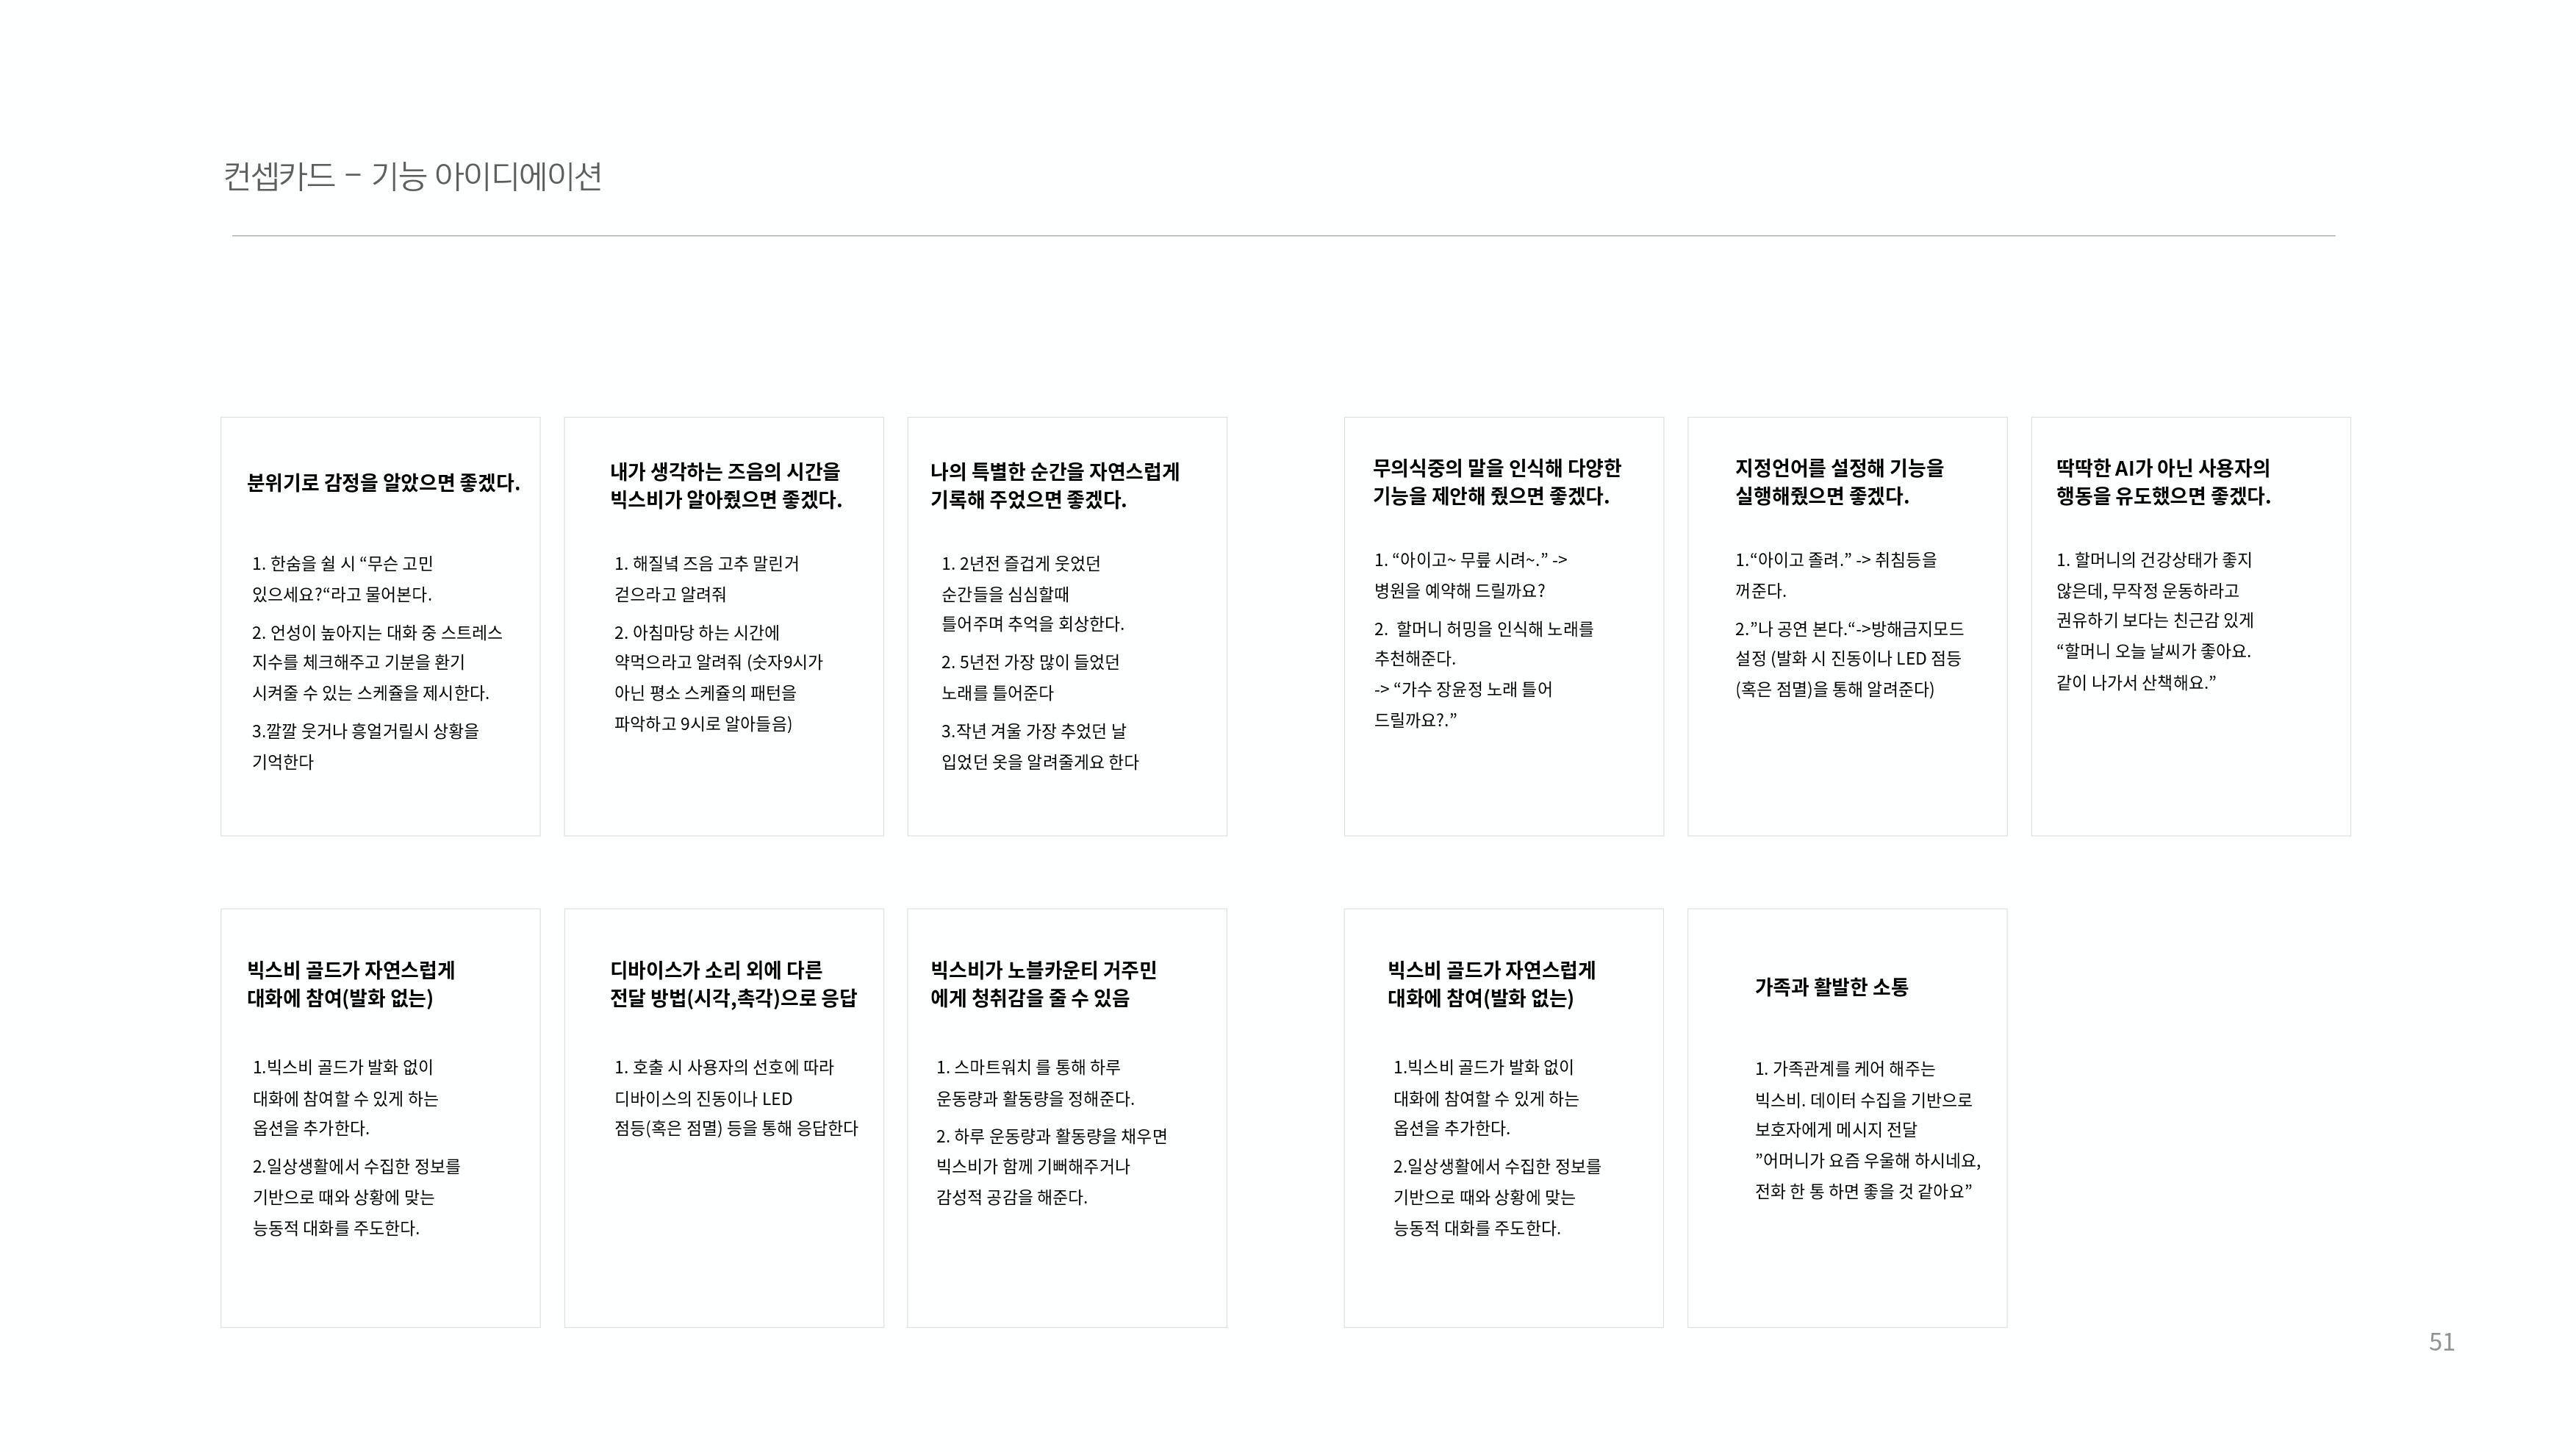 컨셉카드 – 기능 아이디에이션
분위기로 감정을 알았으면 좋겠다.
1. 한숨을 쉴 시 “무슨 고민
있으세요?“라고 물어본다.
2. 언성이 높아지는 대화 중 스트레스
지수를 체크해주고 기분을 환기
시켜줄 수 있는 스케쥴을 제시한다.
3.깔깔 웃거나 흥얼거릴시 상황을
기억한다
내가 생각하는 즈음의 시간을
빅스비가 알아줬으면 좋겠다.
1. 해질녘 즈음 고추 말린거
걷으라고 알려줘
2. 아침마당 하는 시간에
약먹으라고 알려줘 (숫자9시가
아닌 평소 스케쥴의 패턴을
파악하고 9시로 알아들음)
나의 특별한 순간을 자연스럽게
기록해 주었으면 좋겠다.
1. 2년전 즐겁게 웃었던
순간들을 심심할때
틀어주며 추억을 회상한다.
2. 5년전 가장 많이 들었던
노래를 틀어준다
3.작년 겨울 가장 추었던 날
입었던 옷을 알려줄게요 한다
무의식중의 말을 인식해 다양한
기능을 제안해 줬으면 좋겠다.
1. “아이고~ 무릎 시려~.” ->
병원을 예약해 드릴까요?
2.  할머니 허밍을 인식해 노래를
추천해준다.
-> “가수 장윤정 노래 틀어
드릴까요?.”
지정언어를 설정해 기능을
실행해줬으면 좋겠다.
1.“아이고 졸려.” -> 취침등을
꺼준다.
2.”나 공연 본다.“->방해금지모드
설정 (발화 시 진동이나 LED 점등
(혹은 점멸)을 통해 알려준다)
딱딱한 AI가 아닌 사용자의
행동을 유도했으면 좋겠다.
1. 할머니의 건강상태가 좋지
않은데, 무작정 운동하라고
권유하기 보다는 친근감 있게
“할머니 오늘 날씨가 좋아요.
같이 나가서 산책해요.”
빅스비 골드가 자연스럽게
대화에 참여(발화 없는)
1.빅스비 골드가 발화 없이
대화에 참여할 수 있게 하는
옵션을 추가한다.
2.일상생활에서 수집한 정보를
기반으로 때와 상황에 맞는
능동적 대화를 주도한다.
디바이스가 소리 외에 다른
전달 방법(시각,촉각)으로 응답
1. 호출 시 사용자의 선호에 따라
디바이스의 진동이나 LED
점등(혹은 점멸) 등을 통해 응답한다
빅스비가 노블카운티 거주민
에게 청취감을 줄 수 있음
1. 스마트워치 를 통해 하루
운동량과 활동량을 정해준다.
2. 하루 운동량과 활동량을 채우면
빅스비가 함께 기뻐해주거나
감성적 공감을 해준다.
빅스비 골드가 자연스럽게
대화에 참여(발화 없는)
1.빅스비 골드가 발화 없이
대화에 참여할 수 있게 하는
옵션을 추가한다.
2.일상생활에서 수집한 정보를
기반으로 때와 상황에 맞는
능동적 대화를 주도한다.
가족과 활발한 소통
1. 가족관계를 케어 해주는
빅스비. 데이터 수집을 기반으로
보호자에게 메시지 전달
”어머니가 요즘 우울해 하시네요,
전화 한 통 하면 좋을 것 같아요”
51